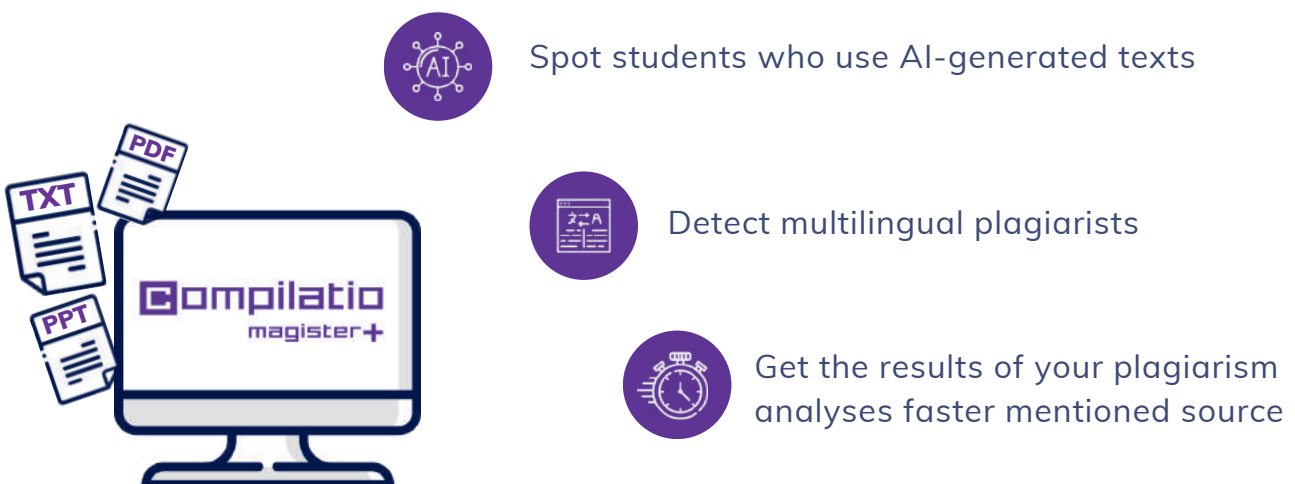 AI
Spot students who use AI-generated texts
PDF
TXT
文 A
Detect multilingual plagiarists
Compilatio
magister+
PPT
Get the results of your plagiarism
analyses faster mentioned source